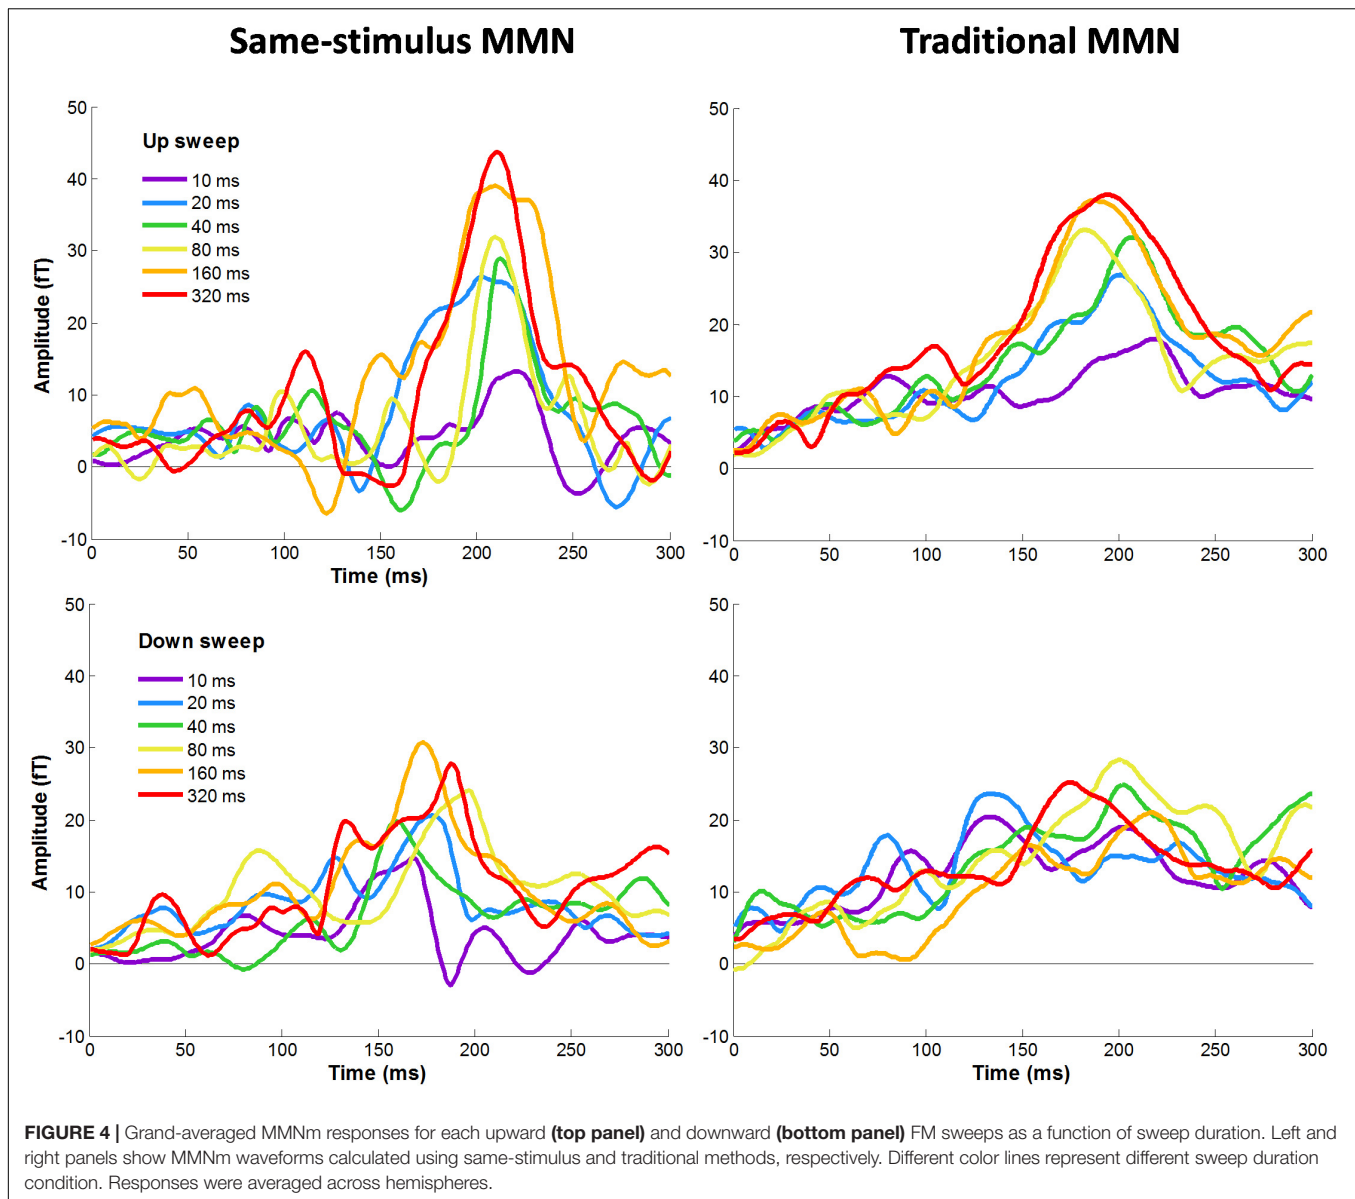 Same-stimulus MMN
Traditional MMN
50
40
30
20
10
0
-10
Amplitude (fT)
Up sweep
10 ms
20 ms
40 ms
80 ms
160 ms
320 ms
0 50 100 150 200 250 300
Time (ms)
50
40
30
20
10
0
-10
0 50 100 150 200 250 300
50
40
30
20
10
0
-10
Amplitude (fT)
Down sweep
10 ms
20 ms
40 ms
80 ms
160 ms
320 ms
0 50 100 150 200 250 300
Time (ms)
50
40
30
20
10
0
-10
0 50 100 150 200 250 300
Time (ms)
FIGURE 4 | Grand-averaged MMNm responses for each upward (top panel) and downward (bottom panel) FM sweeps as a function of sweep duration. Left and
right panels show MMNm waveforms calculated using same-stimulus and traditional methods, respectively. Different color lines represent different sweep duration
condition. Responses were averaged across hemispheres.